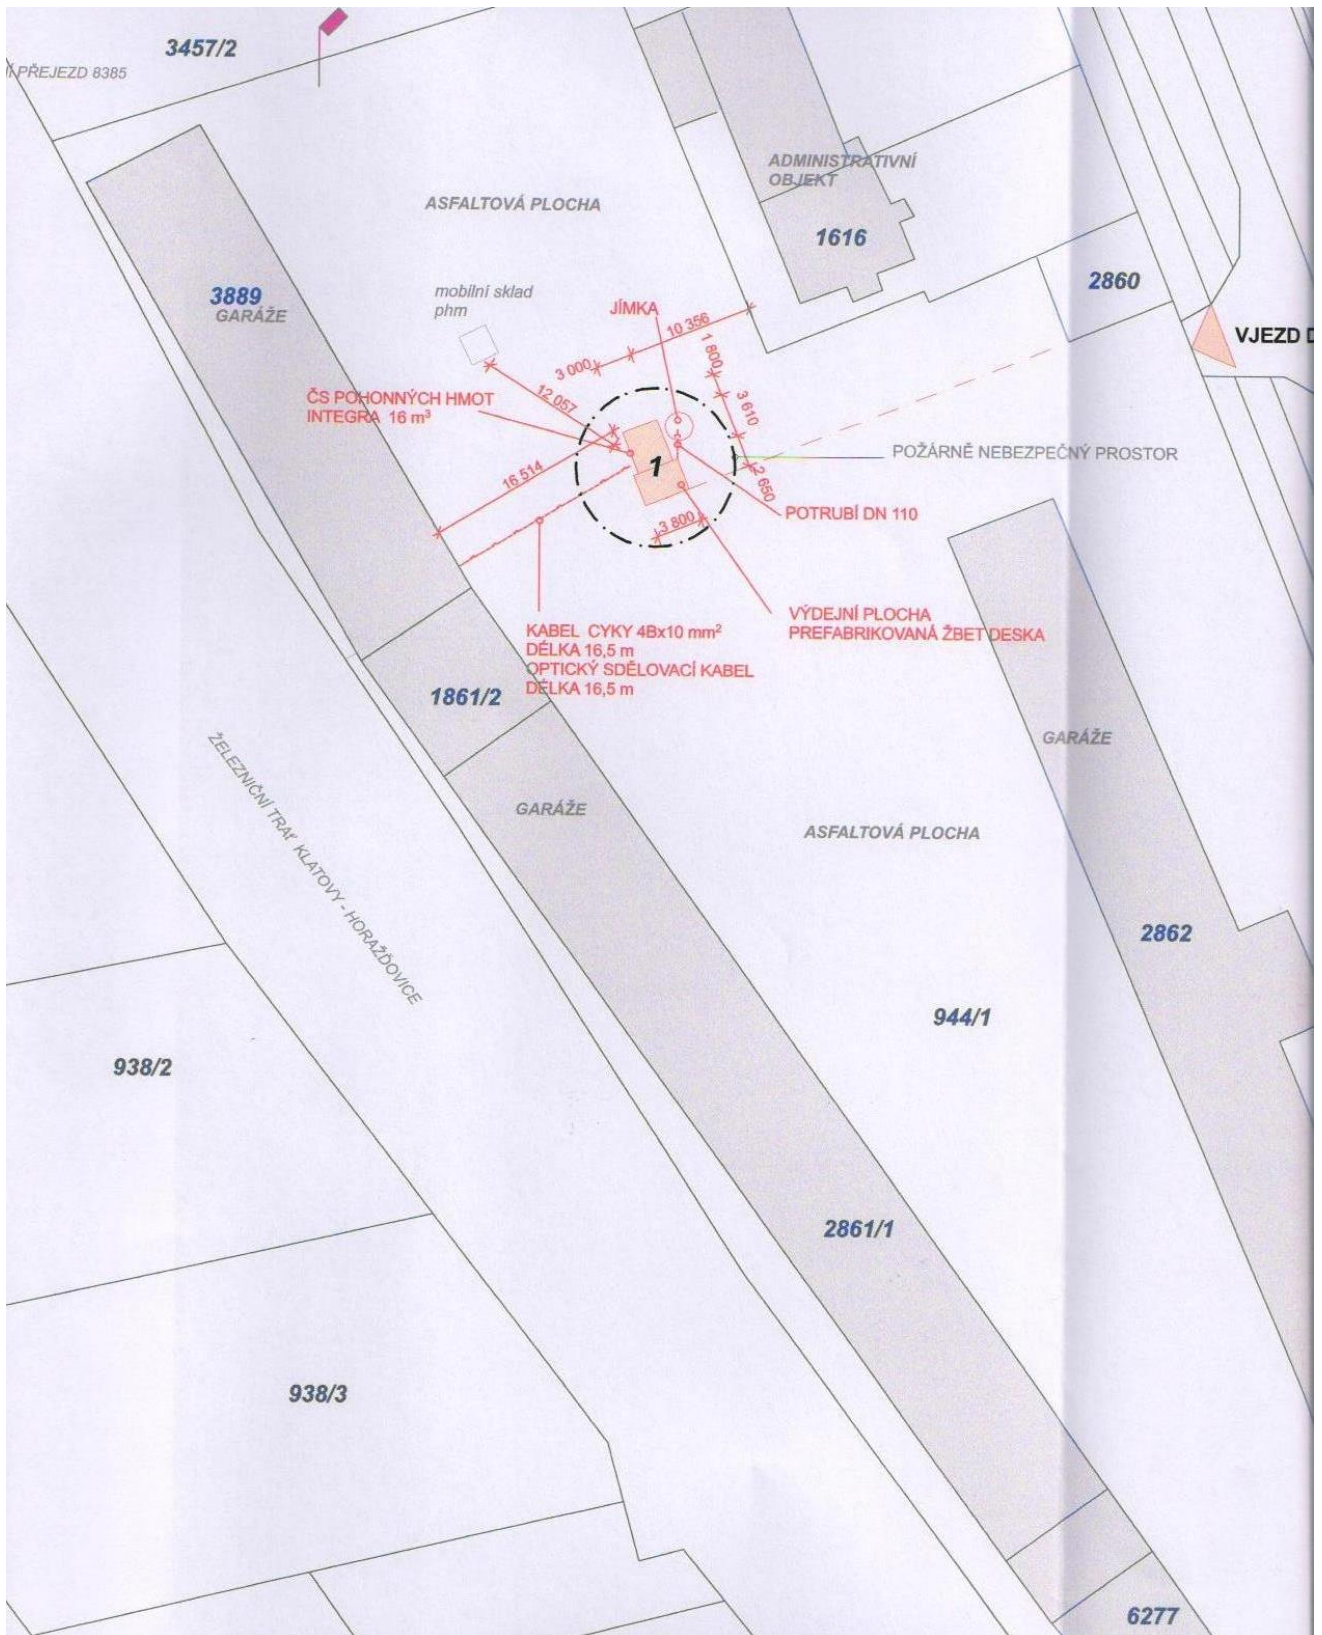 3457/2
PŘEJEZD 8385
ADMINISTRATIVNÍ
OBJEKT
ASFALTOVÁ PLOCHA
1616
2860
3889
GARÁŽE
mobilní sklad
phm
JÍMKA
10 356
VJEZD
3 000
1 800
12 057
3 610
ČS POHONNÝCH HMOT
INTEGRA 16 m³
1
POŽÁRNĚ NEBEZPEČNÝ PROSTOR
16 514
2 650
3 800
POTRUBÍ DN 110
VÝDEJNÍ PLOCHA
PREFABRIKOVANÁ ŽBET DESKA
KABEL CYKY 4Bx10 mm²
DÉLKA 16,5 m
OPTICKÝ SDĚLOVACÍ KABEL
DÉLKA 16,5 m
1861/2
GARÁŽE
ŽELEZNIČNÍ TRAŤ KLATOVY - HORAŽĎOVICE
GARÁŽE
ASFALTOVÁ PLOCHA
2862
944/1
938/2
2861/1
938/3
6277